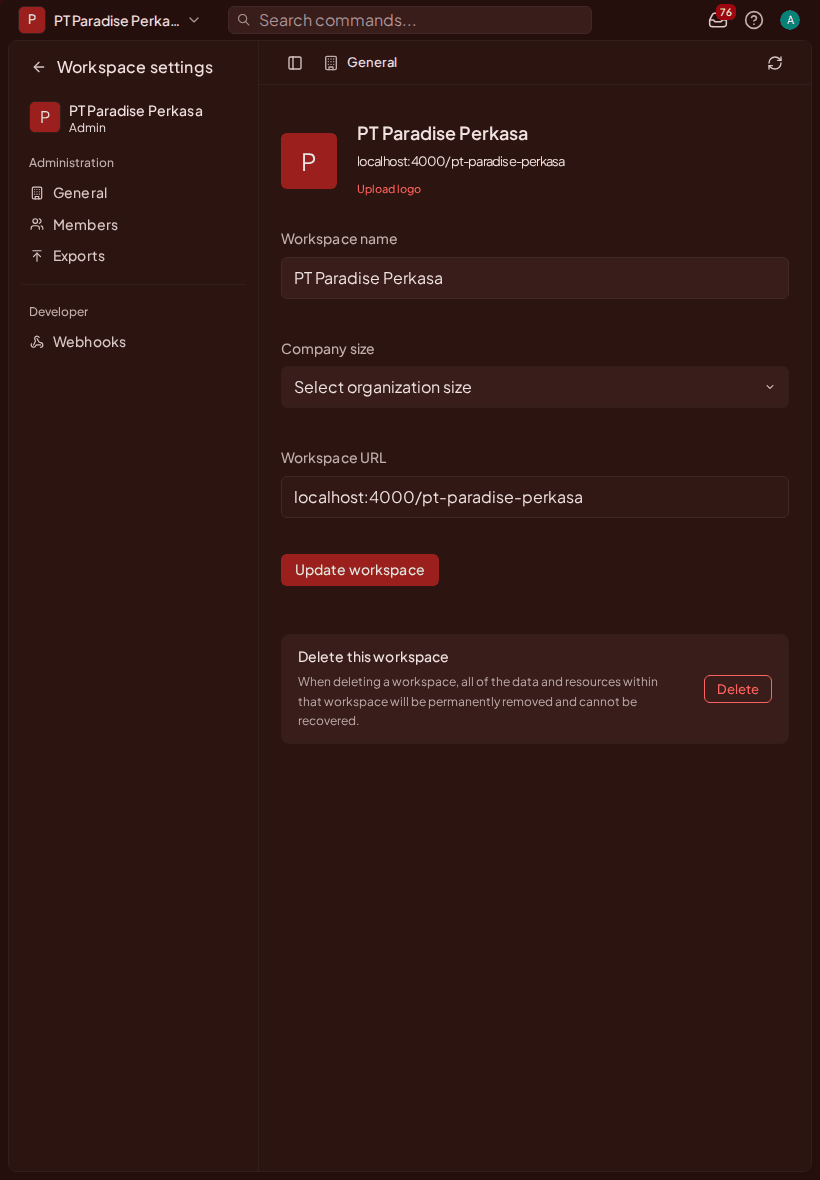 P PT Paradise Perka... Search commands... 76 A
Workspace settings
General
P
PT Paradise Perkasa
Admin
Administration
General
Members
Exports
Developer
Webhooks
P
PT Paradise Perkasa
localhost:4000/pt-paradise-perkasa
Upload logo
Workspace name
PT Paradise Perkasa
Company size
Select organization size
Workspace URL
localhost:4000/pt-paradise-perkasa
Update workspace
Delete this workspace
When deleting a workspace, all of the data and resources within
that workspace will be permanently removed and cannot be
recovered.
Delete